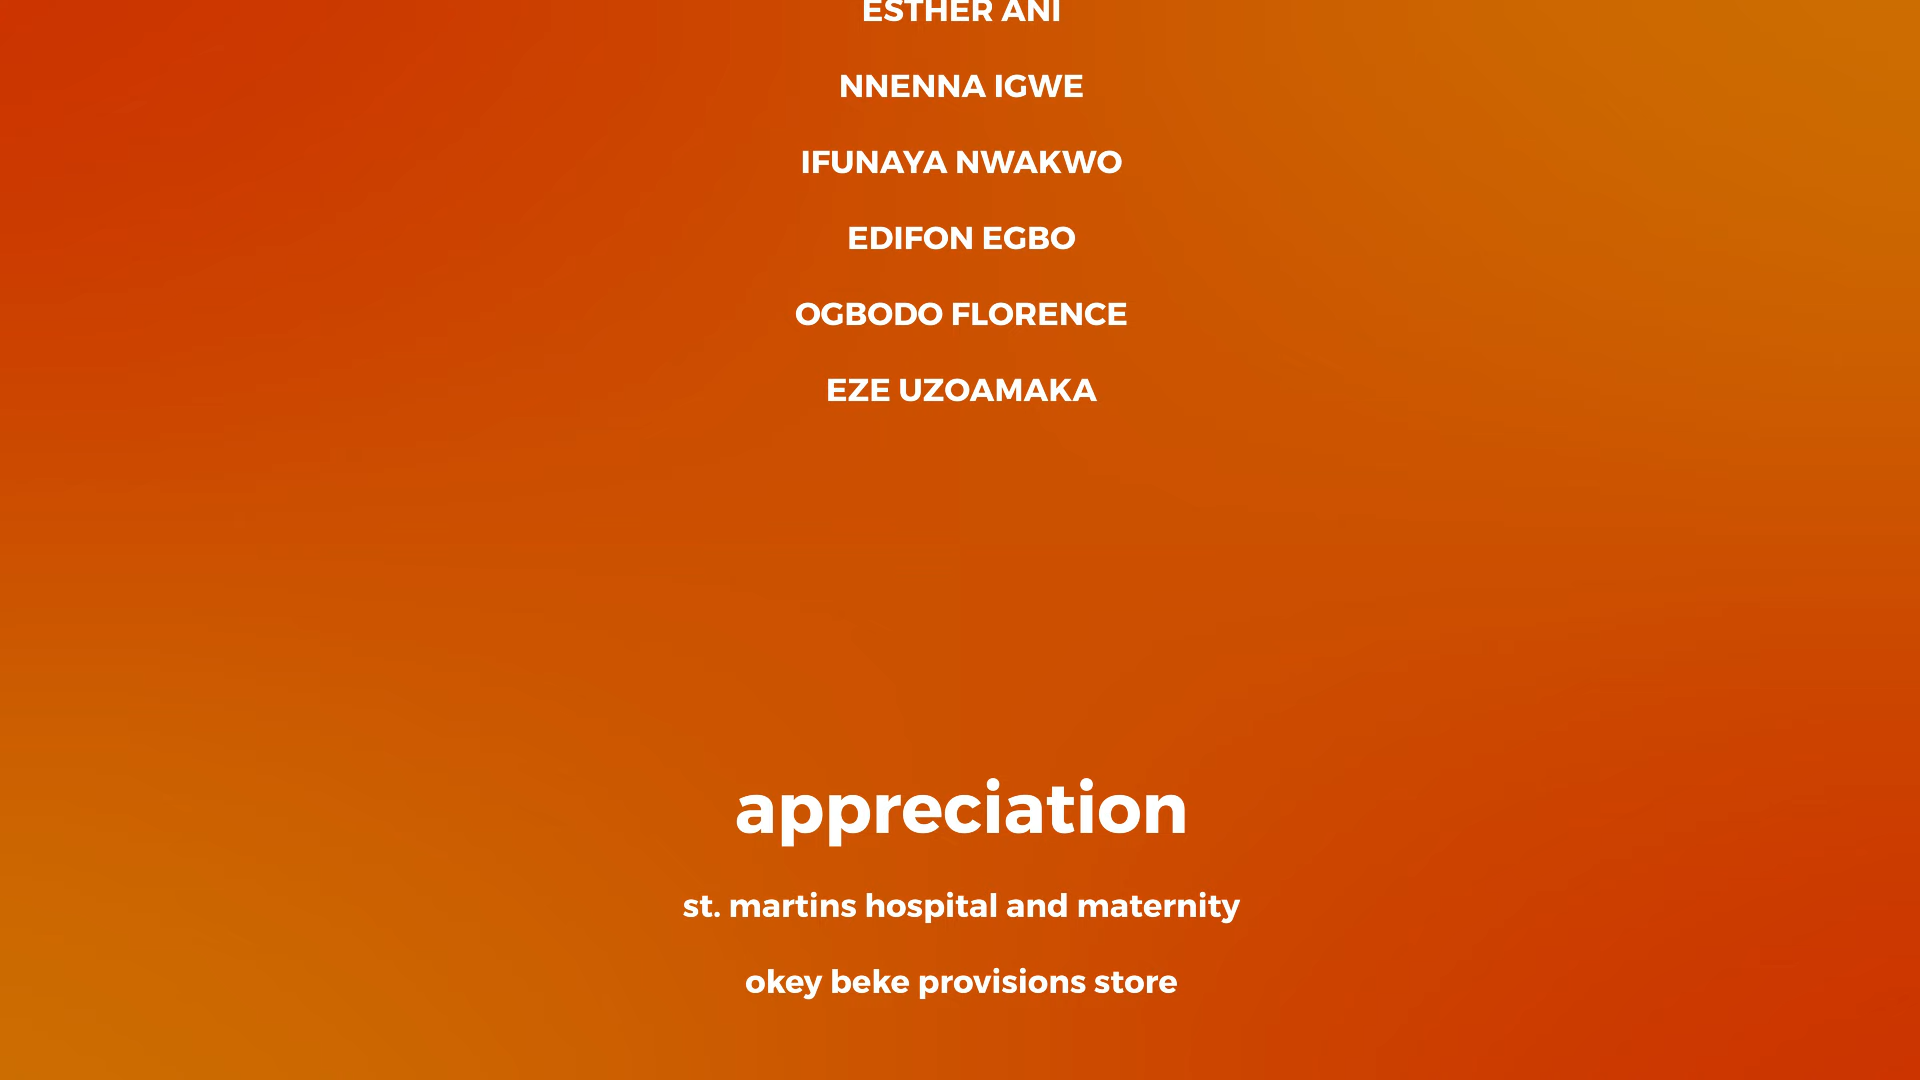 ESTHER ANI
NNENNA IGWE
IFUNAYA NWAKWO
EDIFON EGBO
OGBODO FLORENCE
EZE UZOAMAKA
appreciation
st. martins hospital and maternity
okey beke provisions store